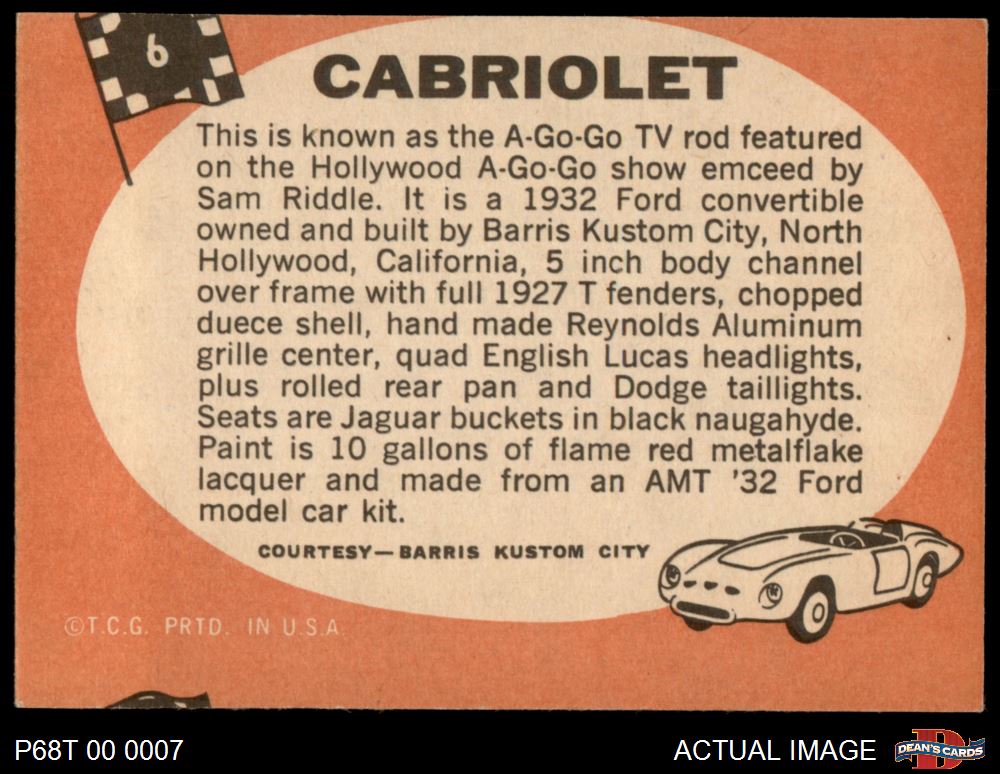 6
CABRIOLET
This is known as the A-Go-Go TV rod featured
on the Hollywood A-Go-Go show emceed by
Sam Riddle. It is a 1932 Ford convertible
owned and built by Barris Kustom City, North
Hollywood, California, 5 inch body channel
over frame with full 1927 T fenders, chopped
duece shell, hand made Reynolds Aluminum
grille center, quad English Lucas headlights,
plus rolled rear pan and Dodge taillights.
Seats are Jaguar buckets in black naugahyde.
Paint is 10 gallons of flame red metalflake
lacquer and made from an AMT '32 Ford
model car kit.
COURTESY—BARRIS KUSTOM CITY
©T.C.G. PRTD. IN U.S.A.
P68T 00 0007
ACTUAL IMAGE
D
DEAN'S CARDS